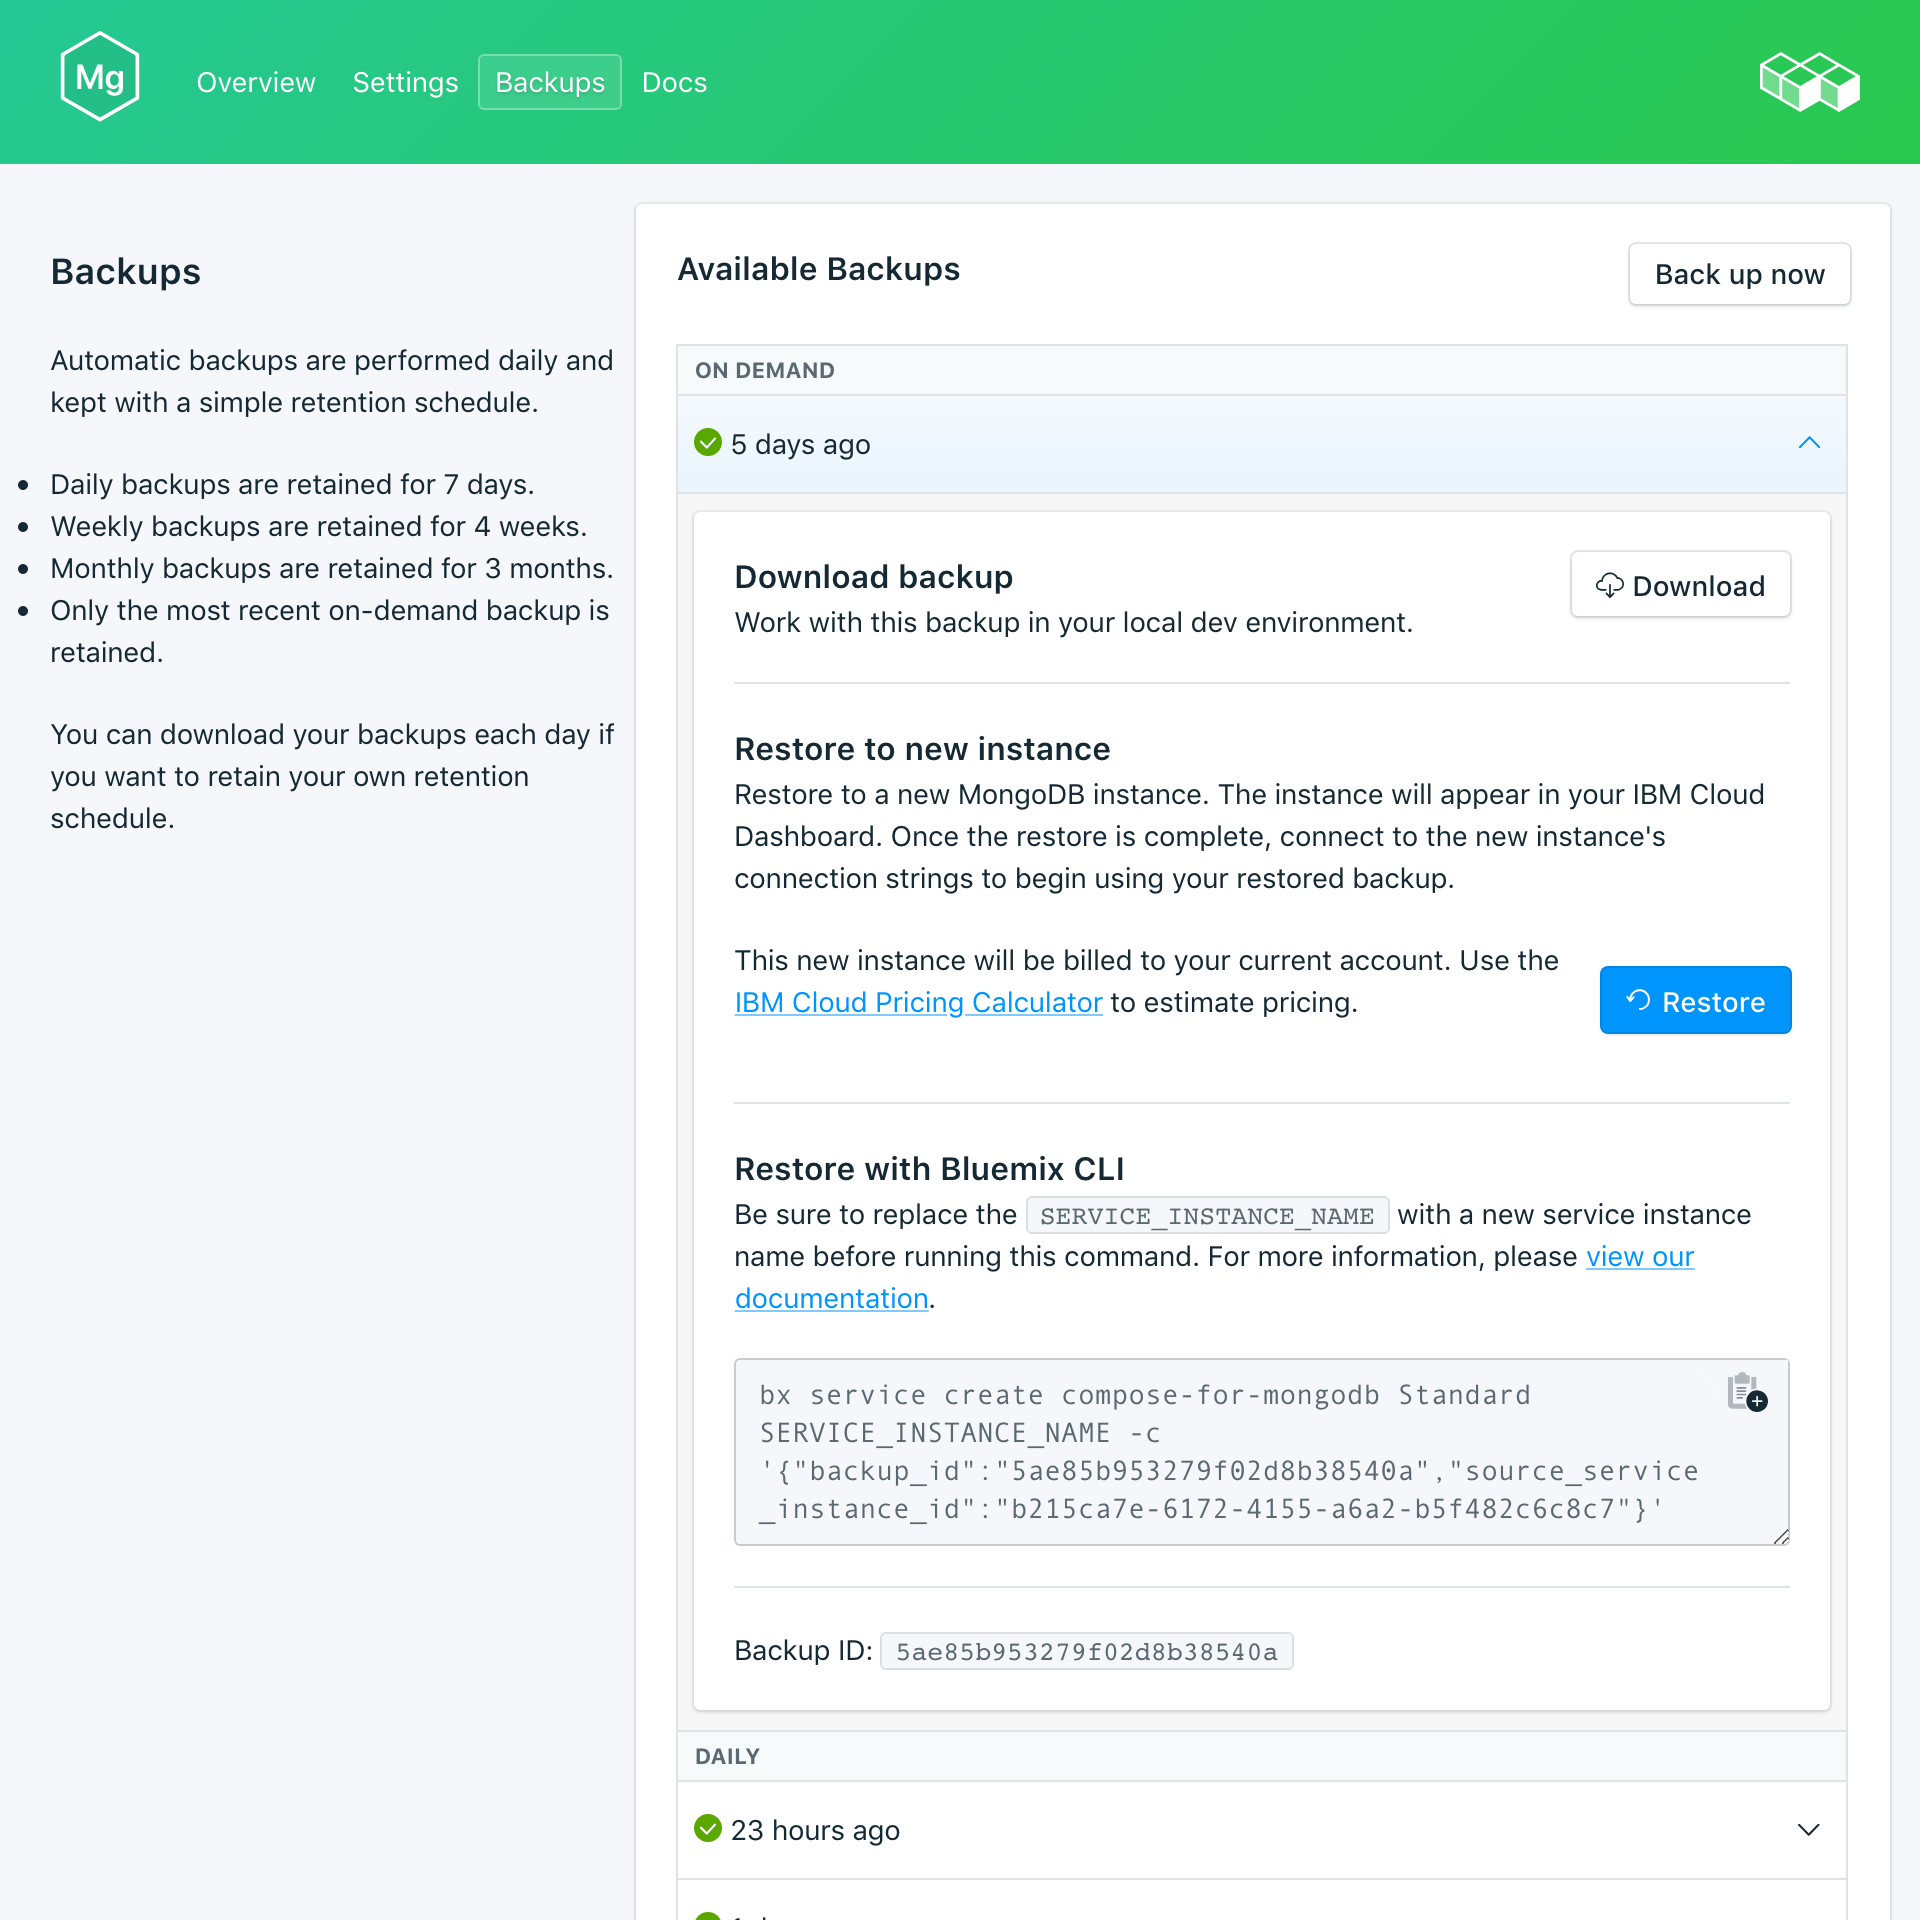 Mg
Overview
Settings
Backups
Docs
Backups
Automatic backups are performed daily and
kept with a simple retention schedule.
Daily backups are retained for 7 days.
Weekly backups are retained for 4 weeks.
Monthly backups are retained for 3 months.
Only the most recent on-demand backup is
retained.
You can download your backups each day if
you want to retain your own retention
schedule.
Available Backups
Back up now
ON DEMAND
5 days ago
Download backup
Work with this backup in your local dev environment.
Download
Restore to new instance
Restore to a new MongoDB instance. The instance will appear in your IBM Cloud
Dashboard. Once the restore is complete, connect to the new instance's
connection strings to begin using your restored backup.
This new instance will be billed to your current account. Use the
IBM Cloud Pricing Calculator to estimate pricing.
Restore
Restore with Bluemix CLI
Be sure to replace the SERVICE_INSTANCE_NAME with a new service instance
name before running this command. For more information, please view our
documentation.
bx service create compose-for-mongodb Standard
SERVICE_INSTANCE_NAME -c
'{"backup_id":"5ae85b953279f02d8b38540a","source_service
_instance_id":"b215ca7e-6172-4155-a6a2-b5f482c6c8c7"}'
Backup ID: 5ae85b953279f02d8b38540a
DAILY
23 hours ago